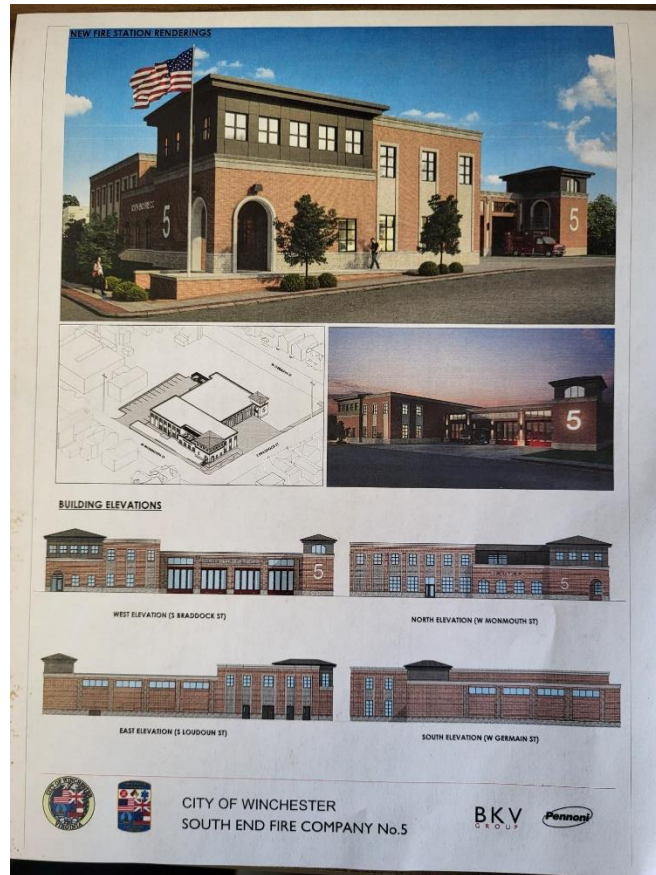 NEW FIRE STATION RENDERINGS
5
5
5
BUILDING ELEVATIONS
5
5
WEST ELEVATION (S BRADDOCK ST)
NORTH ELEVATION (W MONMOUTH ST)
EAST ELEVATION (S LOUDOUN ST)
SOUTH ELEVATION (W GERMAIN ST)
CITY OF WINCHESTER
SOUTH END FIRE COMPANY No.5
BKV
GROUP
Pennoni